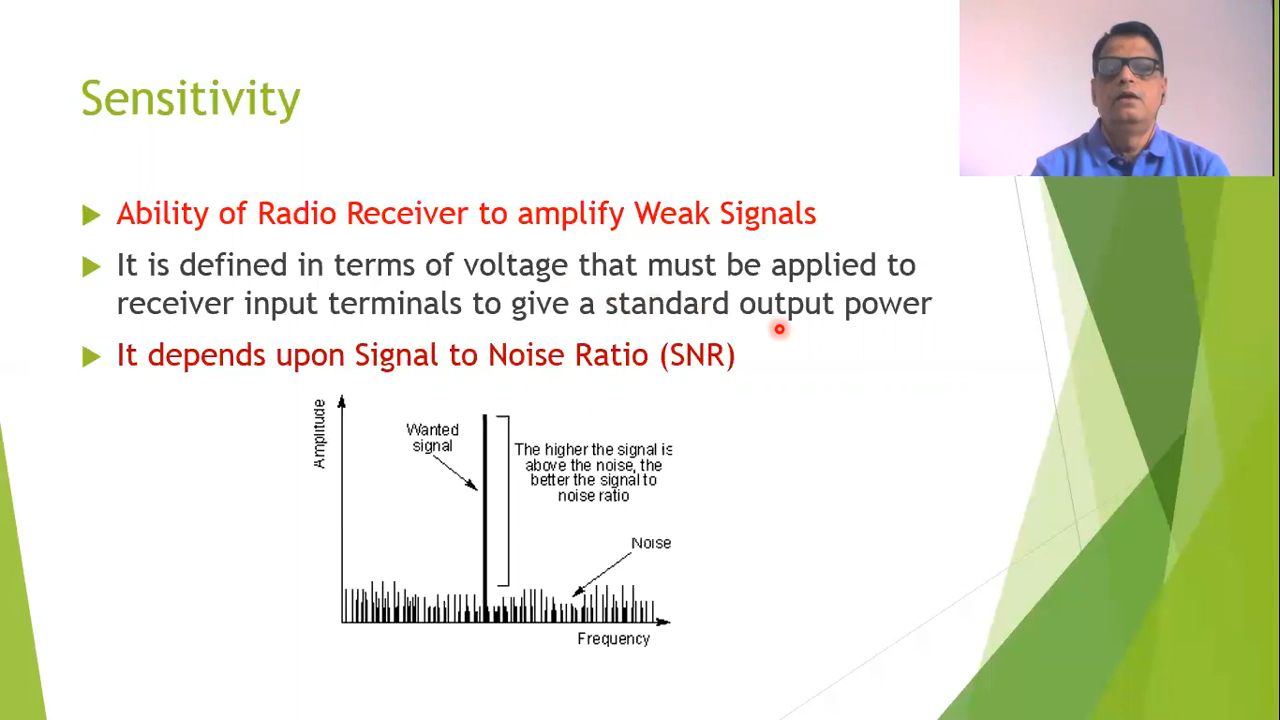 Sensitivity
Ability of Radio Receiver to amplify Weak Signals
It is defined in terms of voltage that must be applied to
receiver input terminals to give a standard output power
It depends upon Signal to Noise Ratio (SNR)
Amplitude
Wanted
signal
The higher the signal is
above the noise, the
better the signal to
noise ratio
Noise
Frequency